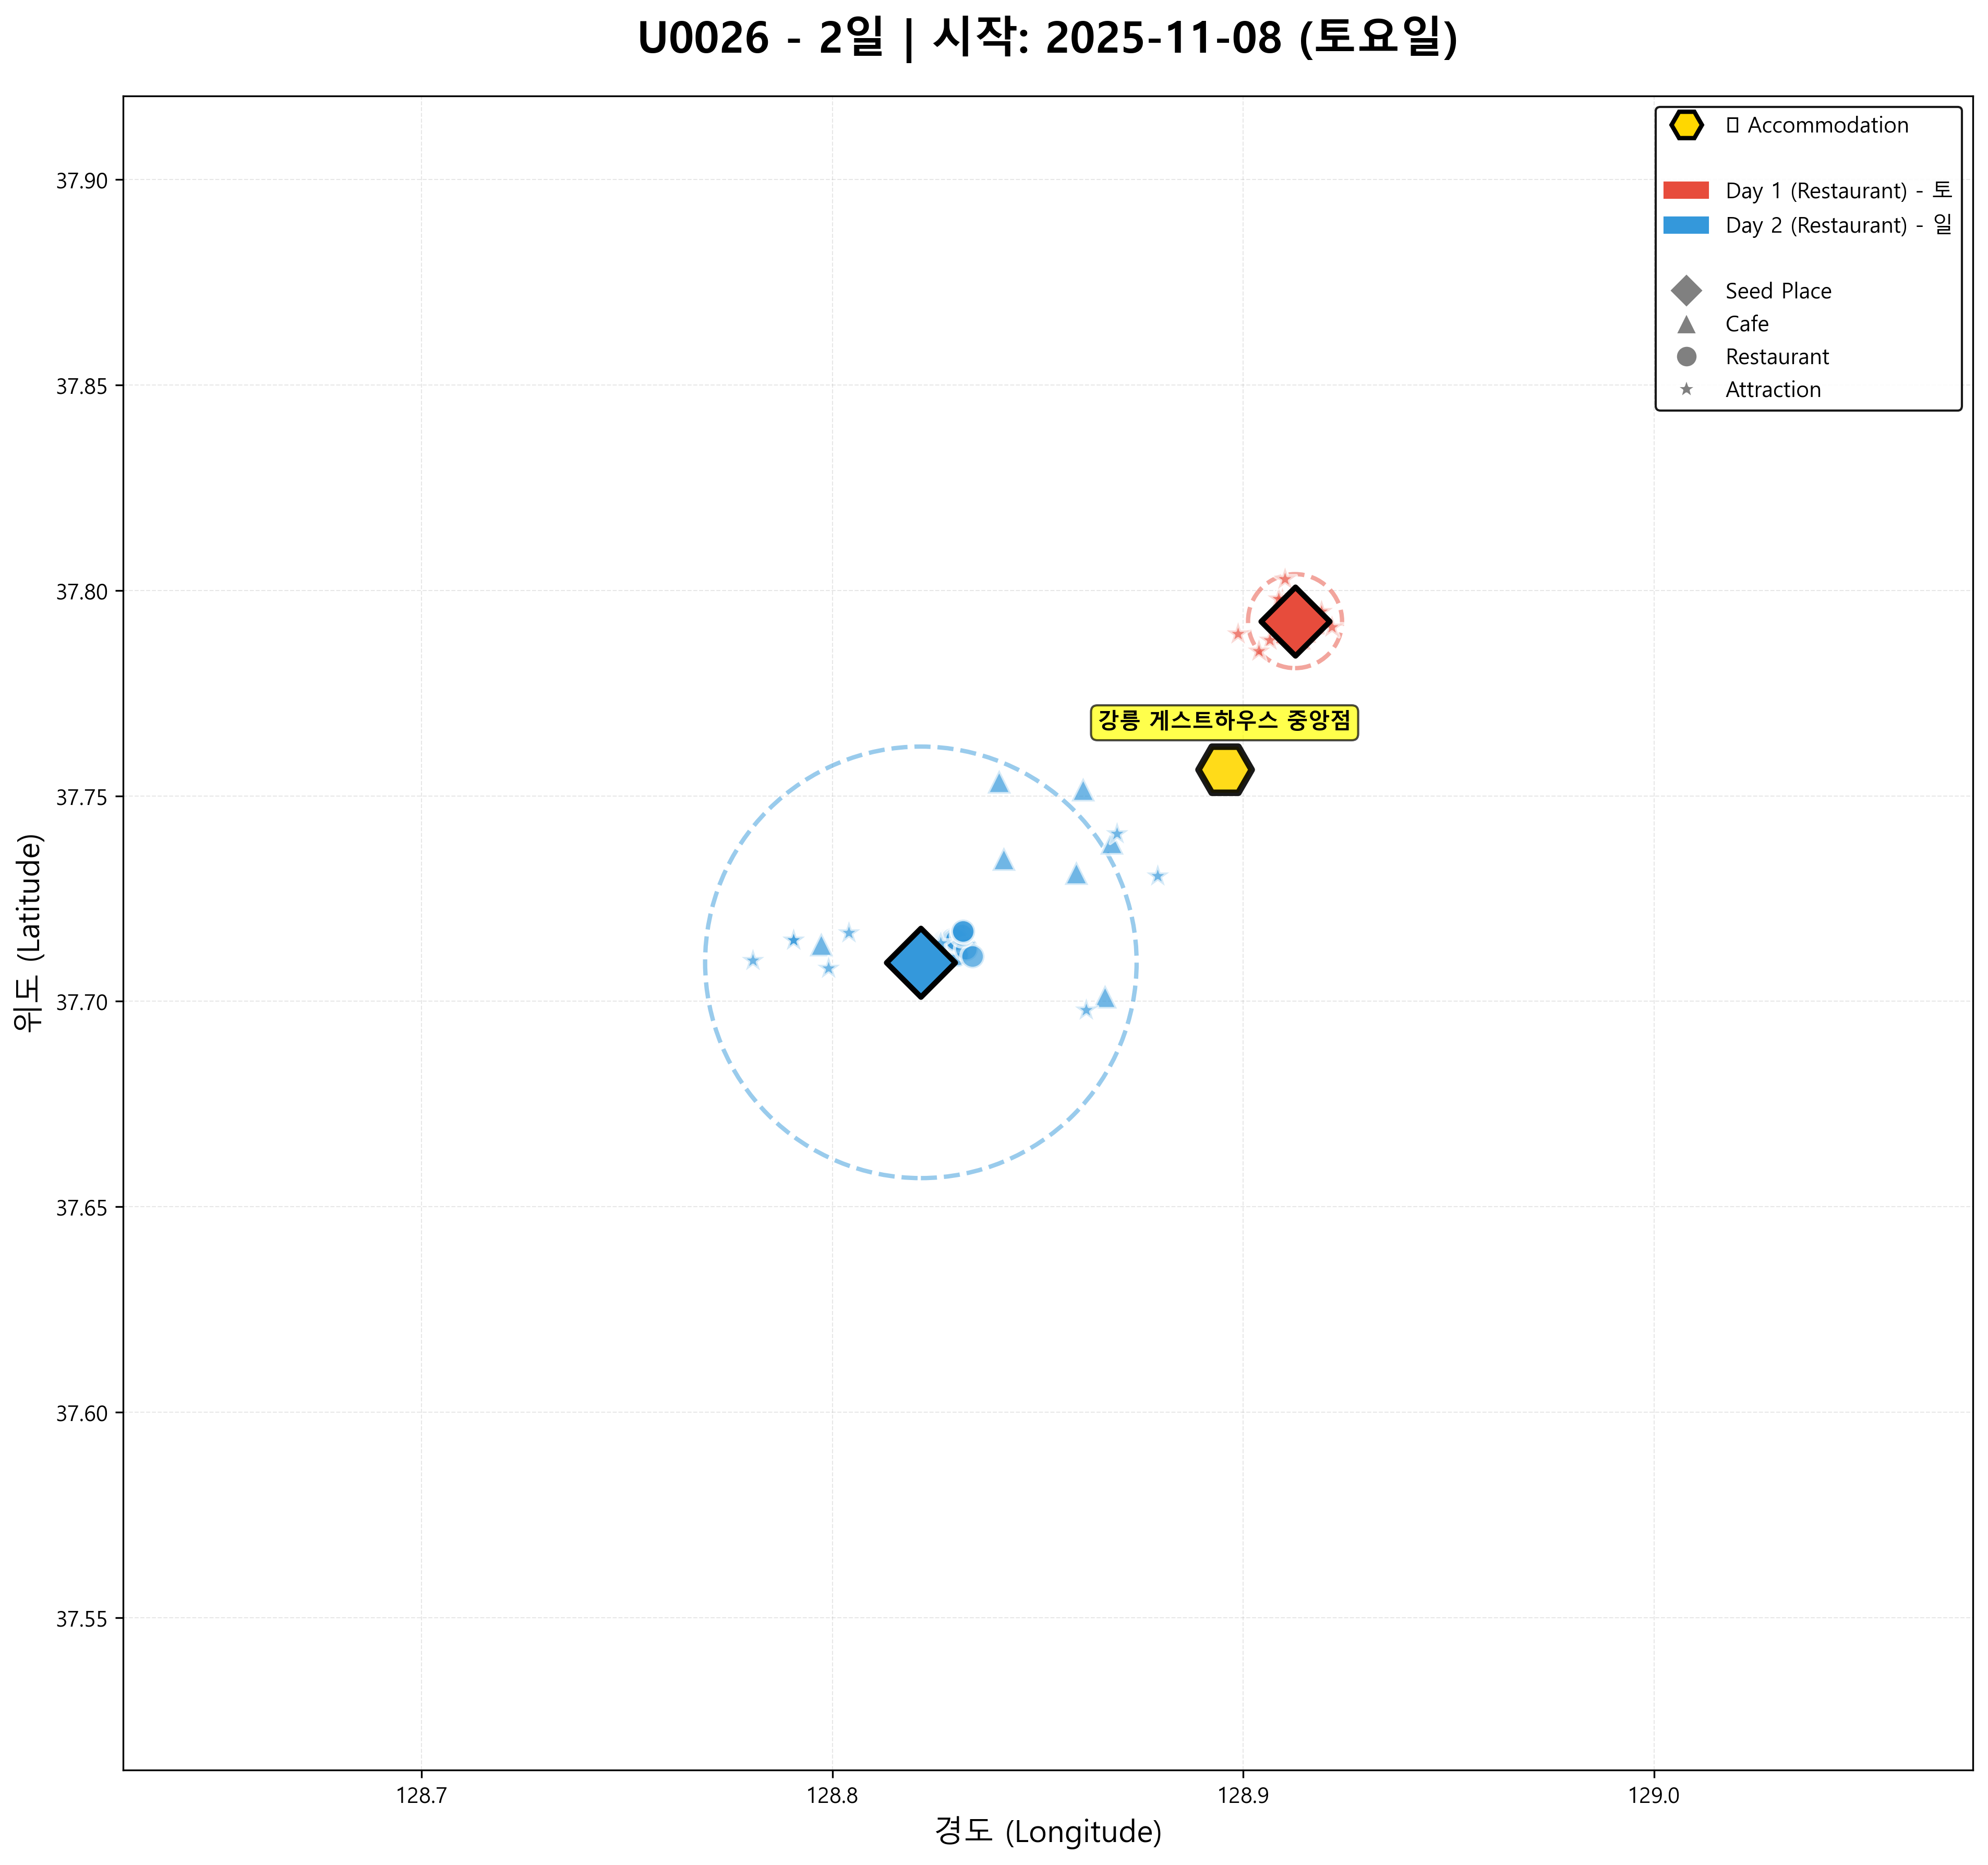 U0026 - 2일 | 시작: 2025-11-08 (토요일)
Accommodation
Day 1 (Restaurant) - 토
Day 2 (Restaurant) - 일
Seed Place
Cafe
Restaurant
Attraction
37.90
37.85
37.80
37.75
37.70
37.65
37.60
37.55
위도 (Latitude)
강릉 게스트하우스 중앙점
128.7
128.8
128.9
129.0
경도 (Longitude)